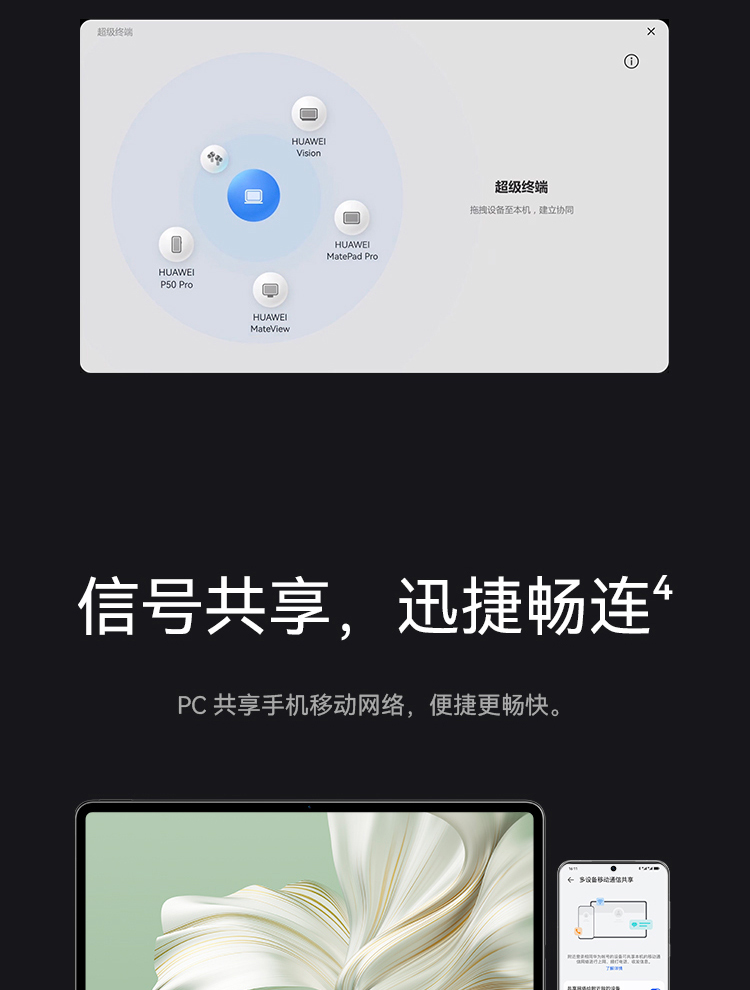 超级终端
HUAWEI
Vision
HUAWEI
MatePad Pro
超级终端
拖拽设备至本机，建立协同
HUAWEI
P50 Pro
HUAWEI
MateView
信号共享，迅捷畅连4
PC 共享手机移动网络，便捷更畅快。
多设备移动通信共享
了解详情